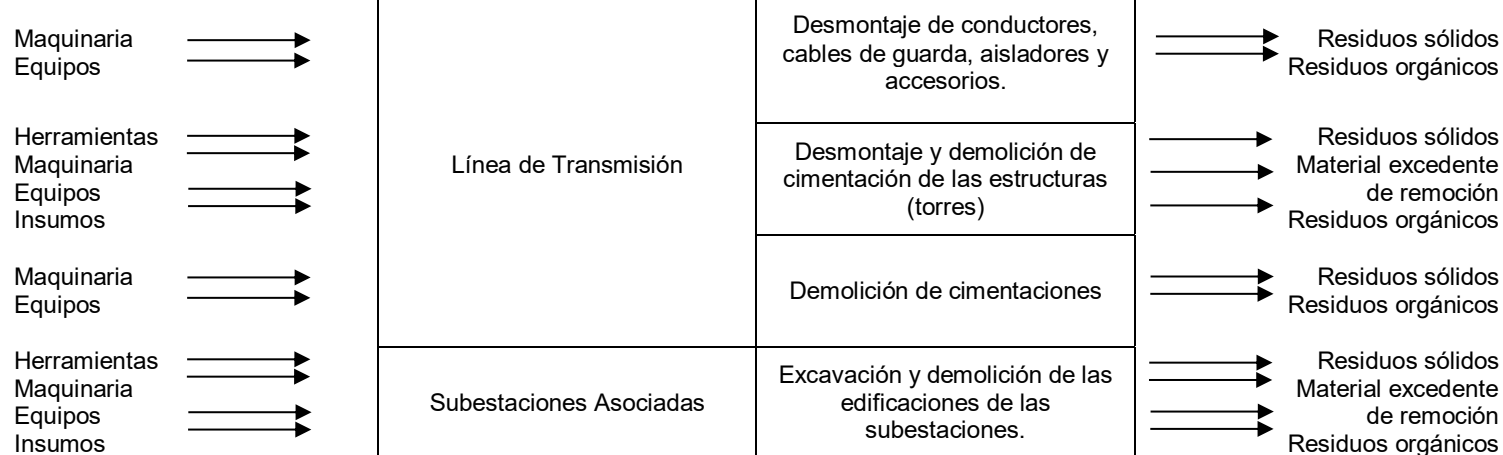 Maquinaria
Equipos
Desmontaje de conductores,
cables de guarda, aisladores y
accesorios.
Residuos sólidos
Residuos orgánicos
Herramientas
Maquinaria
Equipos
Insumos
Línea de Transmisión
Desmontaje y demolición de
cimentación de las estructuras
(torres)
Residuos sólidos
Material excedente
de remoción
Residuos orgánicos
Maquinaria
Equipos
Demolición de cimentaciones
Residuos sólidos
Residuos orgánicos
Herramientas
Maquinaria
Equipos
Insumos
Subestaciones Asociadas
Excavación y demolición de las
edificaciones de las
subestaciones.
Residuos sólidos
Material excedente
de remoción
Residuos orgánicos